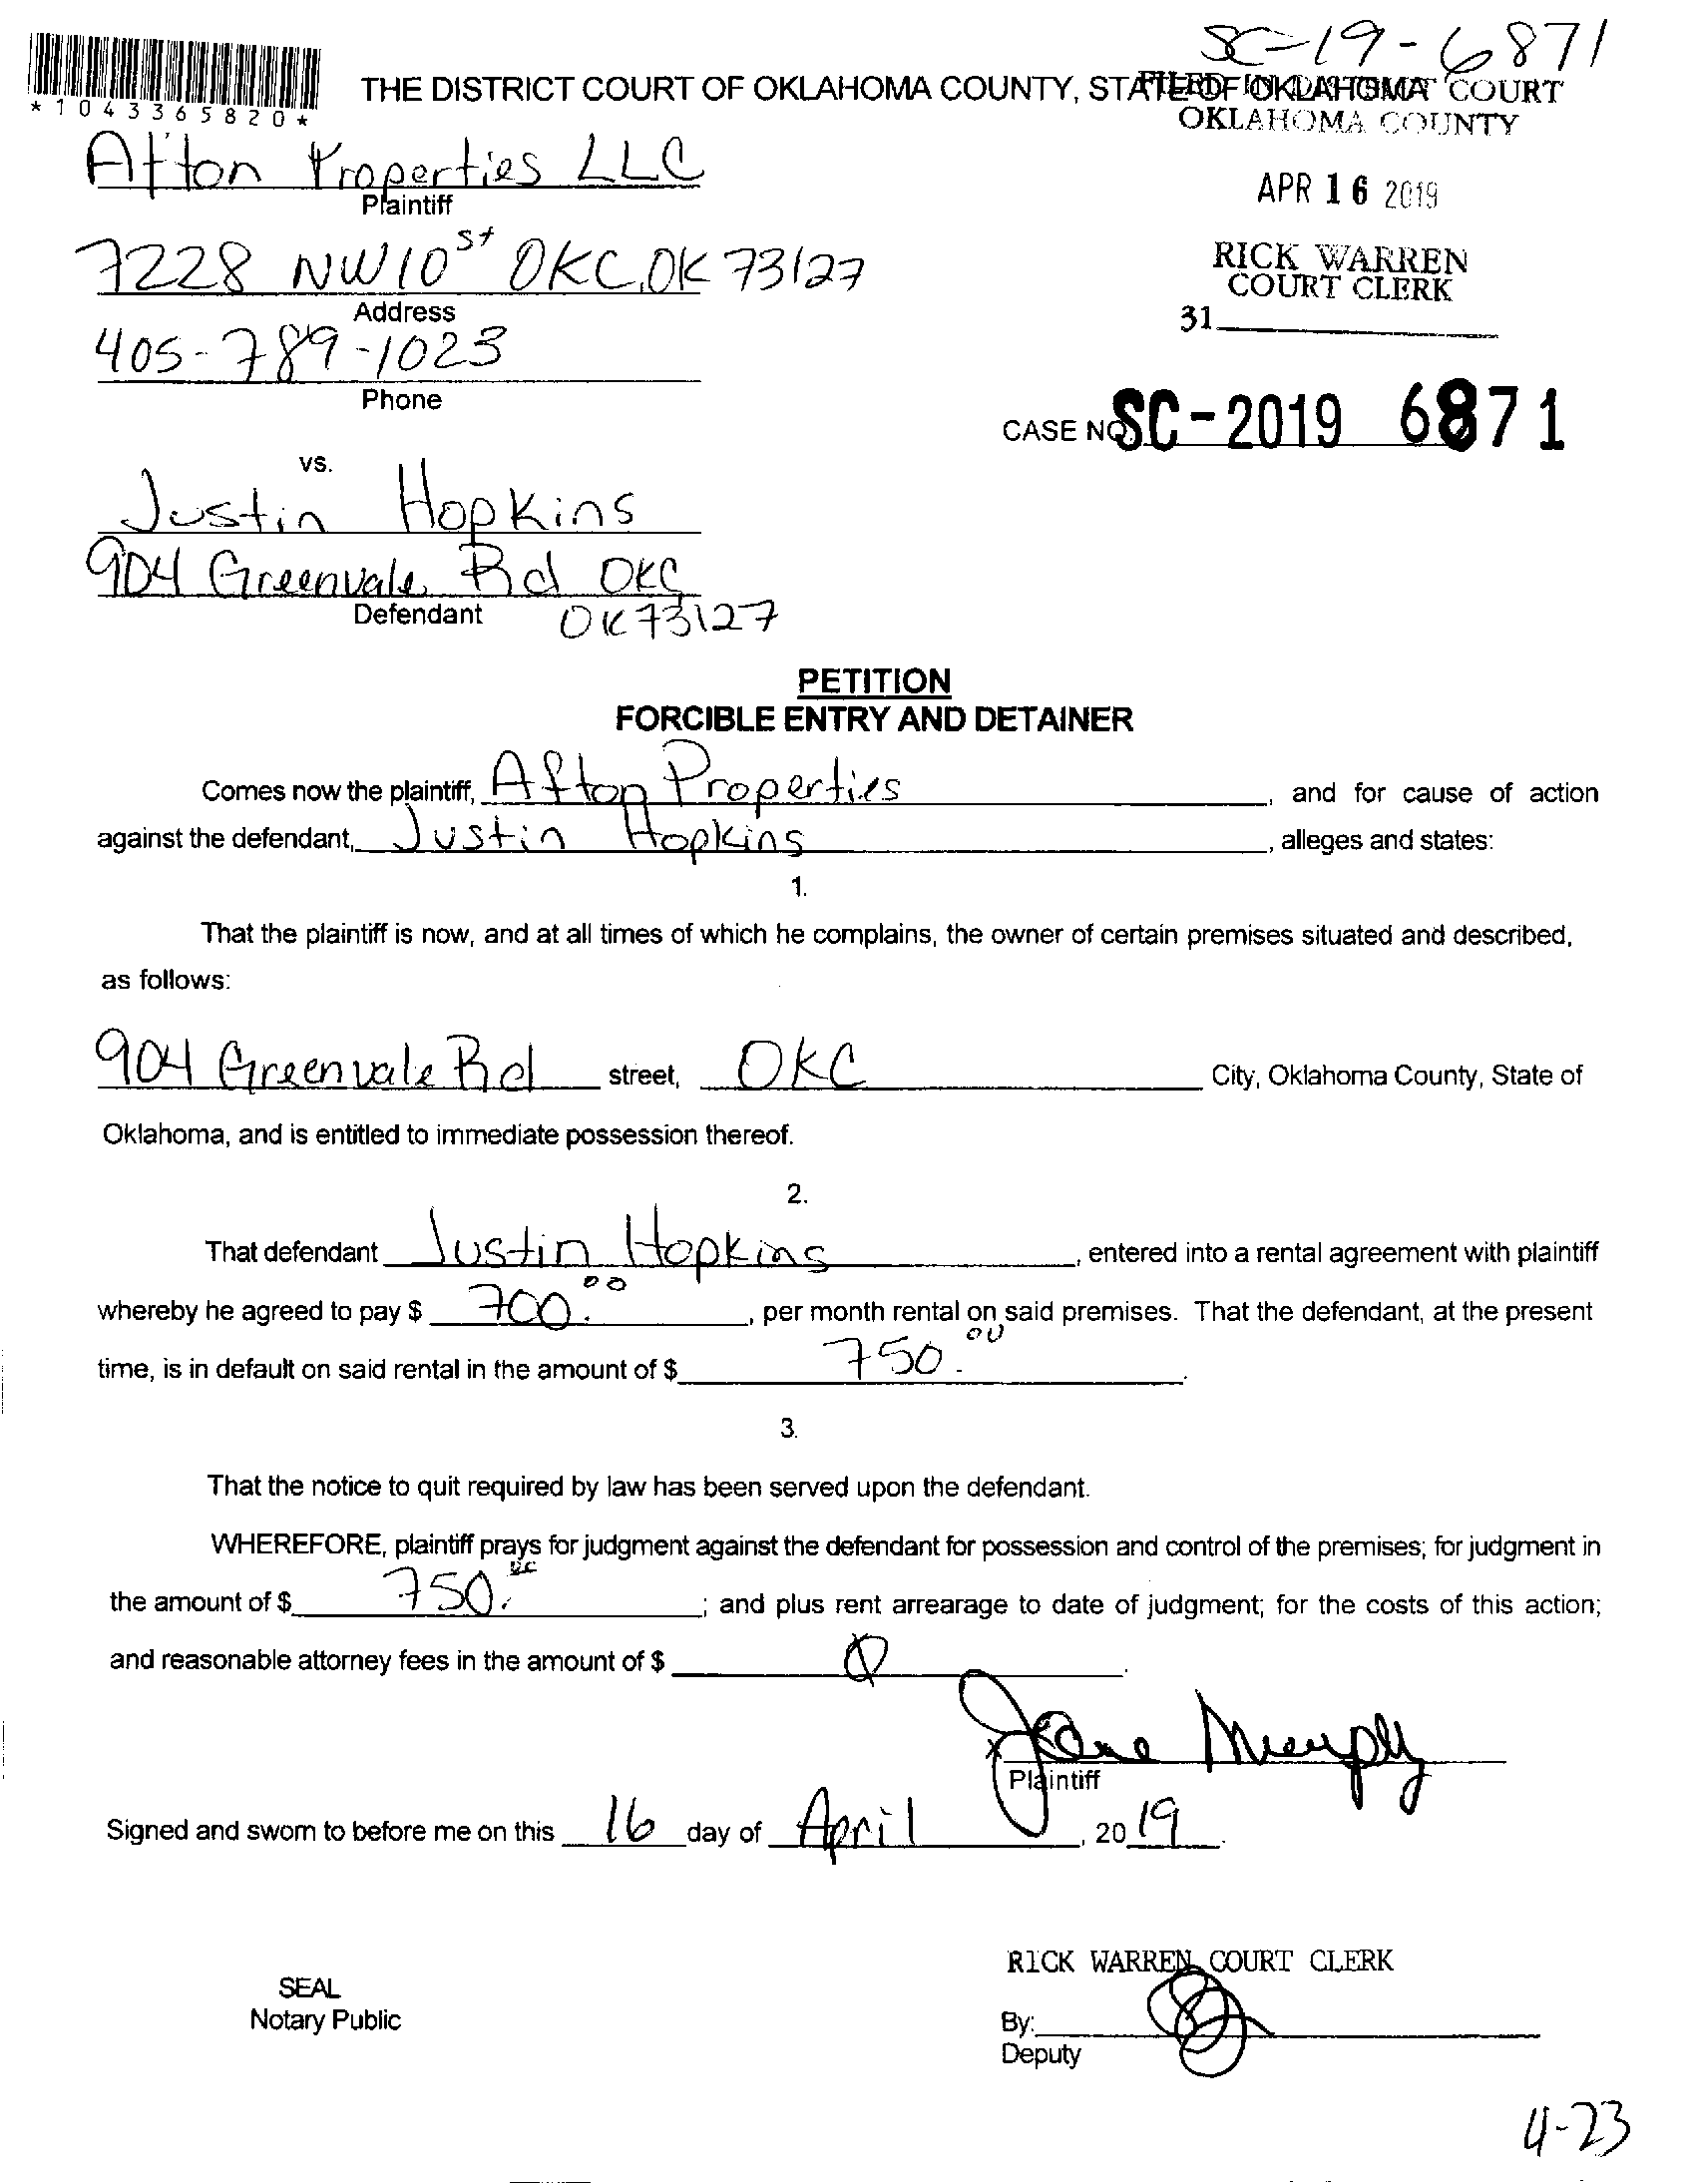 SC-19-6871
THE DISTRICT COURT OF OKLAHOMA COUNTY, STATE OF OKLAHOMA
FILED IN DISTRICT COURT
OKLAHOMA COUNTY
*1043365820*
Afton Properties LLC
Plaintiff
APR 16 2019
7228 NW 10st OKC, OK 73127
Address
RICK WARREN
COURT CLERK
31
405-789-1023
Phone
CASE NO. SC-2019 6871
vs.
Justin Hopkins
904 Greenvale Rd OKC
Defendant OK 73127
PETITION
FORCIBLE ENTRY AND DETAINER
Comes now the plaintiff, Afton Properties, and for cause of action
against the defendant, Justin Hopkins, alleges and states:
1.
That the plaintiff is now, and at all times of which he complains, the owner of certain premises situated and described,
as follows:
904 Greenvale Rd street, OKC City, Oklahoma County, State of
Oklahoma, and is entitled to immediate possession thereof.
2.
That defendant Justin Hopkins, entered into a rental agreement with plaintiff
whereby he agreed to pay $ 700.00, per month rental on said premises. That the defendant, at the present
time, is in default on said rental in the amount of $ 750.00.
3.
That the notice to quit required by law has been served upon the defendant.
WHEREFORE, plaintiff prays for judgment against the defendant for possession and control of the premises; for judgment in
the amount of $ 750.; and plus rent arrearage to date of judgment; for the costs of this action;
and reasonable attorney fees in the amount of $
Jane Murphy
Plaintiff
Signed and sworn to before me on this 16 day of April, 2019.
RICK WARREN, COURT CLERK
SEAL
Notary Public
By:
Deputy
4-23